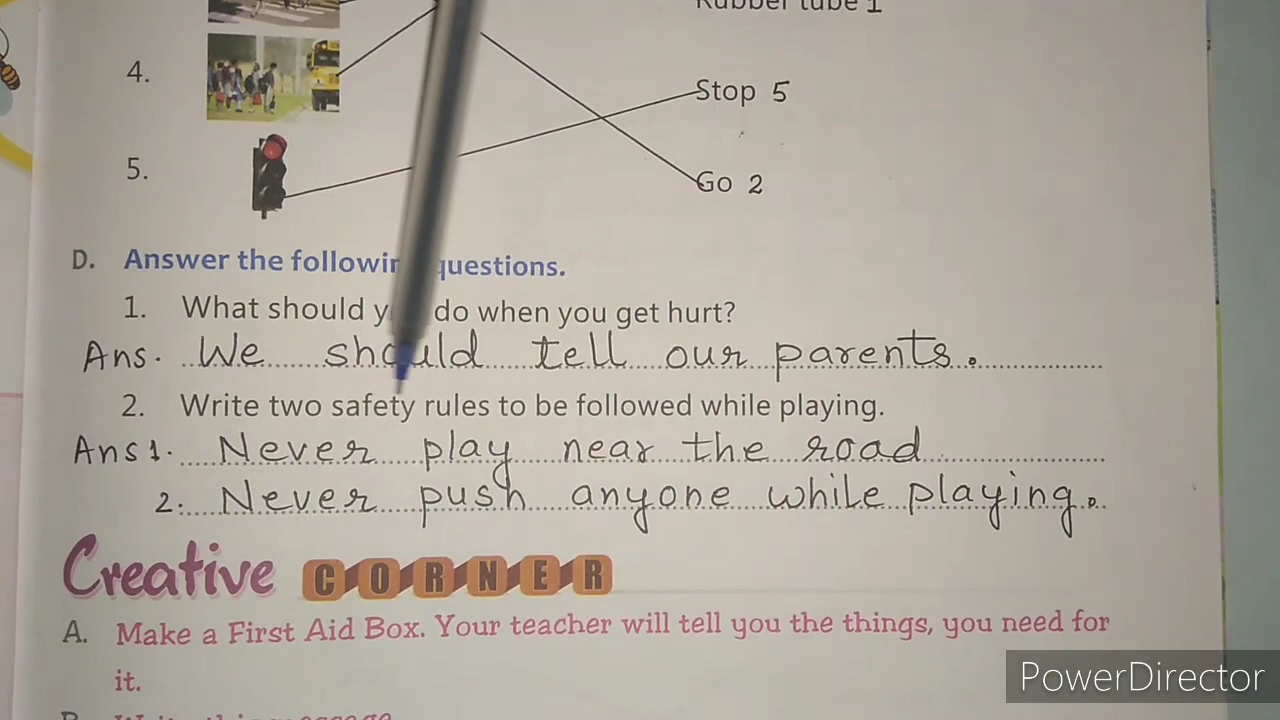 Rubber tube 1
4.
Stop 5
5.
Go 2
D. Answer the following questions.
1. What should you do when you get hurt?
Ans. We should tell our parents.
2. Write two safety rules to be followed while playing.
Ans 1. Never play near the road
2. Never push anyone while playing.
Creative CORNER
A. Make a First Aid Box. Your teacher will tell you the things, you need for
it.
PowerDirector